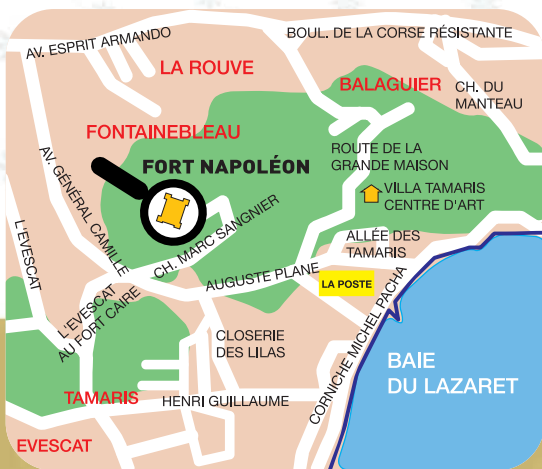 AV. ESPRIT ARMANDO
BOUL. DE LA CORSE RÉSISTANTE
LA ROUVE
BALAGUIER
CH. DU
MANTEAU
FONTAINEBLEAU
ROUTE DE LA
GRANDE MAISON
FORT NAPOLÉON
VILLA TAMARIS
CENTRE D'ART
AV. GÉNÉRAL CAMILLE
CH. MARC SANGNIER
L'EVESCAT
ALLÉE DES
TAMARIS
AUGUSTE PLANE
LA POSTE
L'EVESCAT
AU FORT CAIRE
CLOSERIE
DES LILAS
CORNICHE MICHEL PACHA
BAIE
DU LAZARET
TAMARIS
HENRI GUILLAUME
EVESCAT